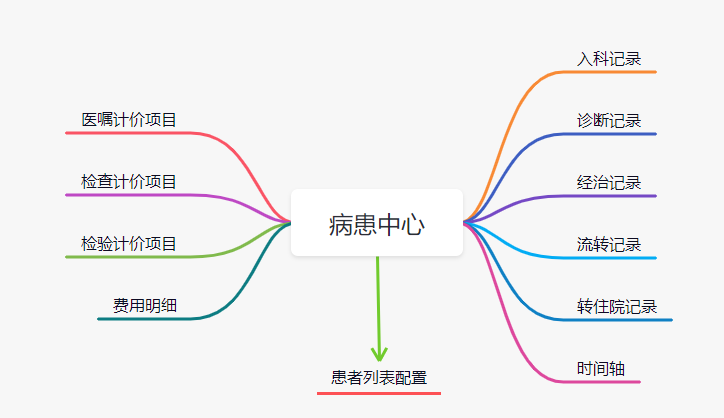 病患中心
医嘱计价项目
检查计价项目
检验计价项目
费用明细
入科记录
诊断记录
经治记录
流转记录
转住院记录
时间轴
患者列表配置